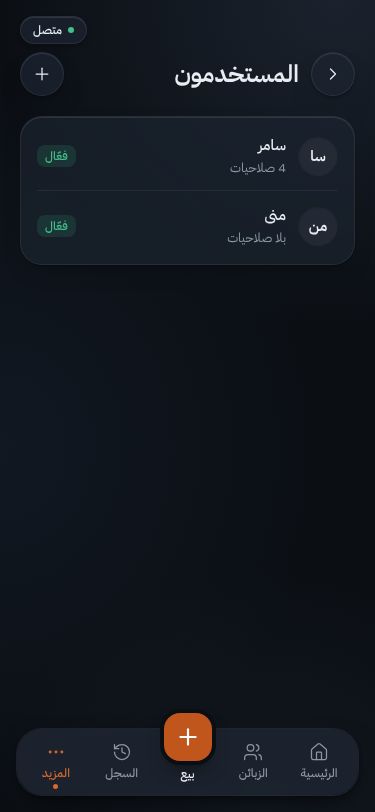 متصل
المستخدمون
سا
سامر
4 صلاحيات
فعّال
من
منى
بلا صلاحيات
فعّال
الرئيسية
الزبائن
بيع
السجل
المزيد